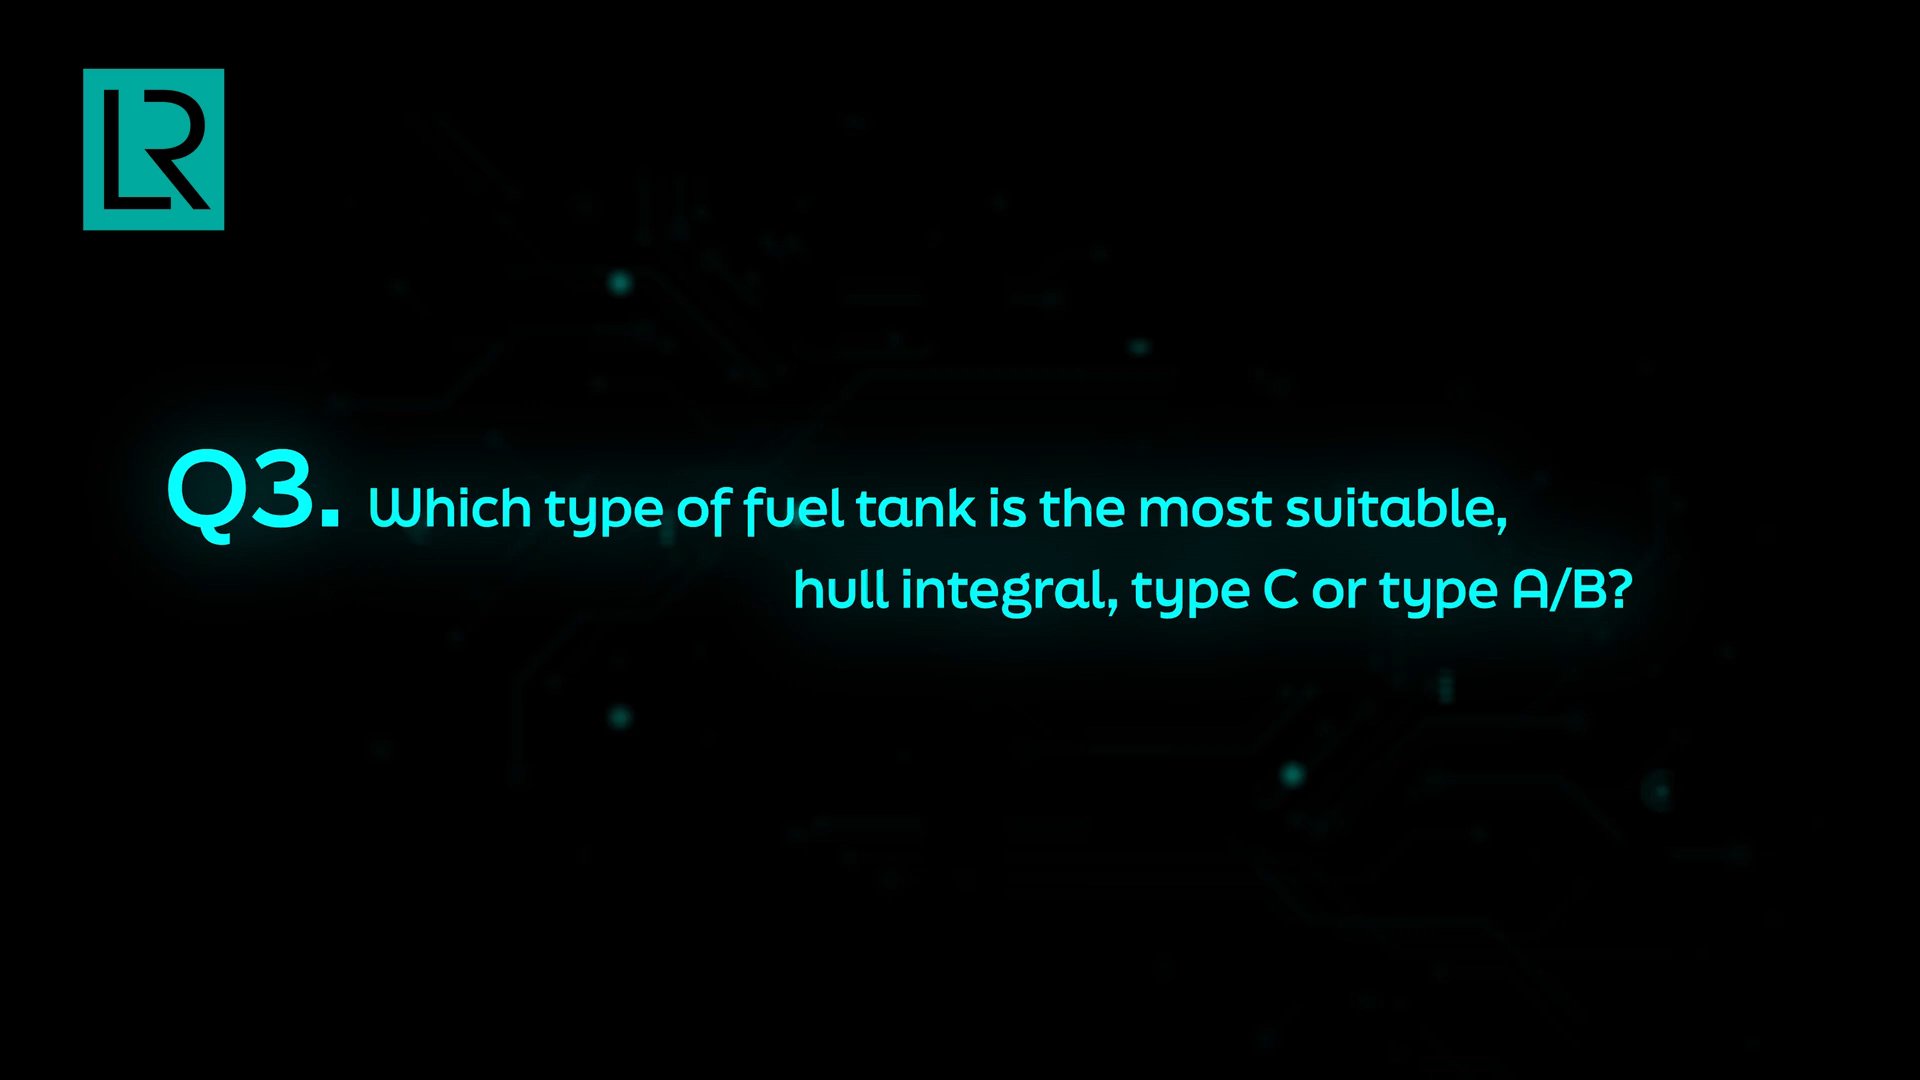 LR
Q3. Which type of fuel tank is the most suitable,
hull integral, type C or type A/B?